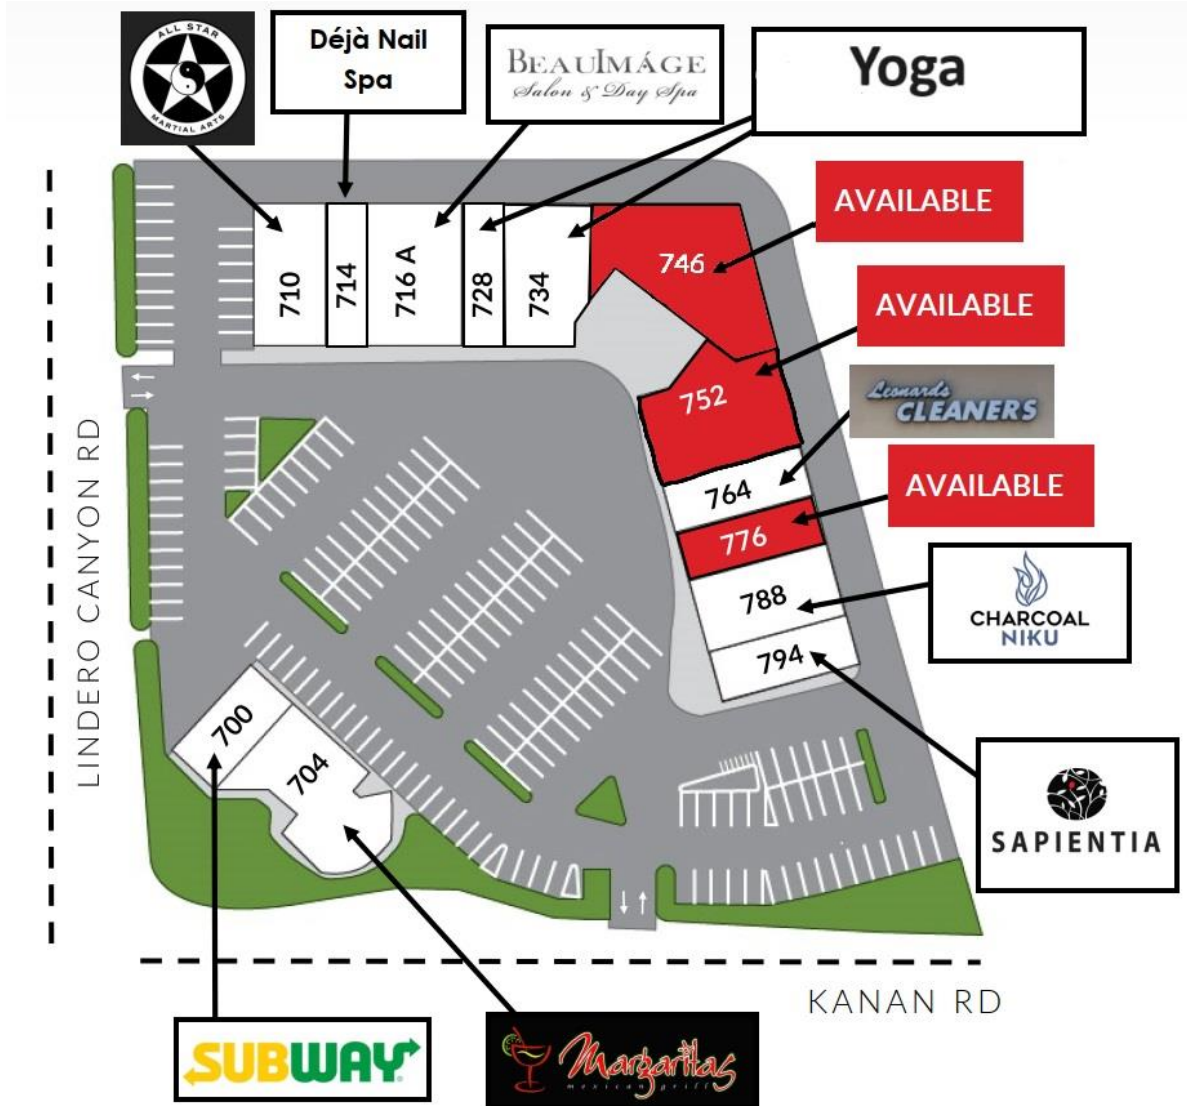 ALL STAR
MARTIAL ARTS
Déjà Nail
Spa
BEAUIMÁGE
Salon & Day Spa
Yoga
AVAILABLE
AVAILABLE
Leonard's
CLEANERS
AVAILABLE
CHARCOAL
NIKU
SAPIENTIA
710
714
716 A
728
734
746
752
764
776
788
794
700
704
LINDERO CANYON RD
KANAN RD
SUBWAY
Margaritas
mexican grill